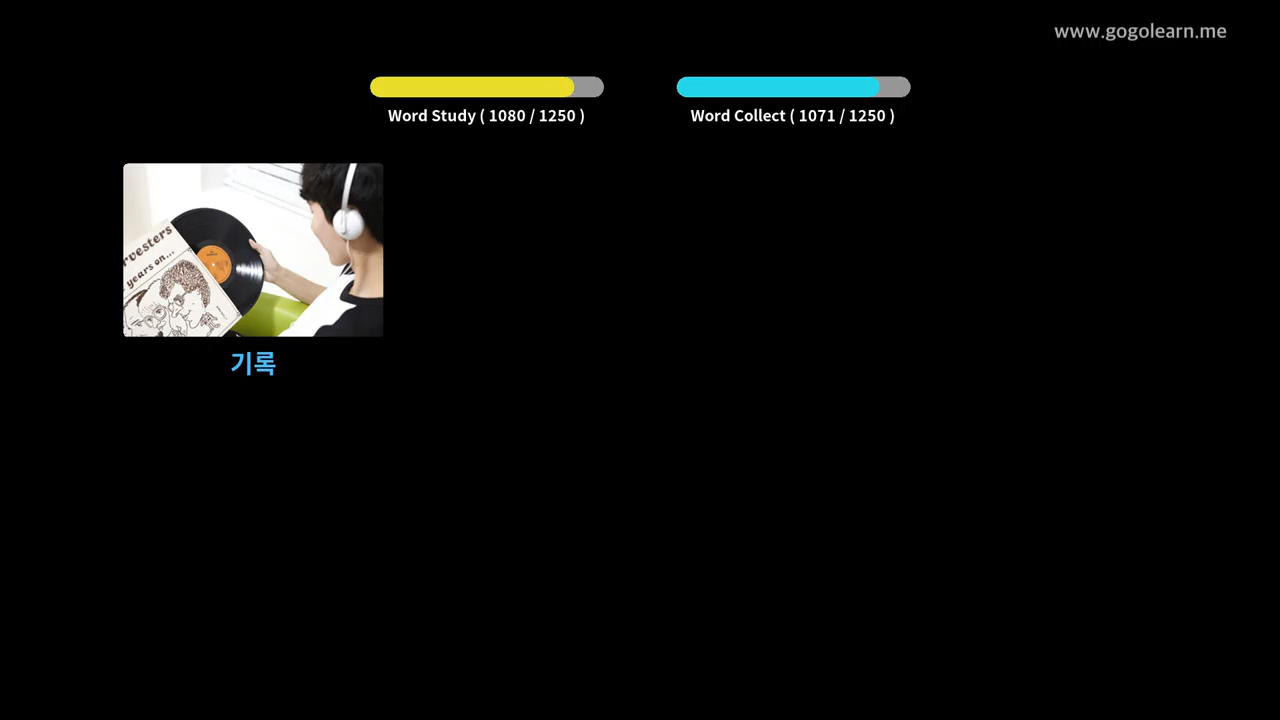 www.gogolearn.me
Word Study ( 1080 / 1250 )
Word Collect ( 1071 / 1250 )
rvesters
years on...
기록